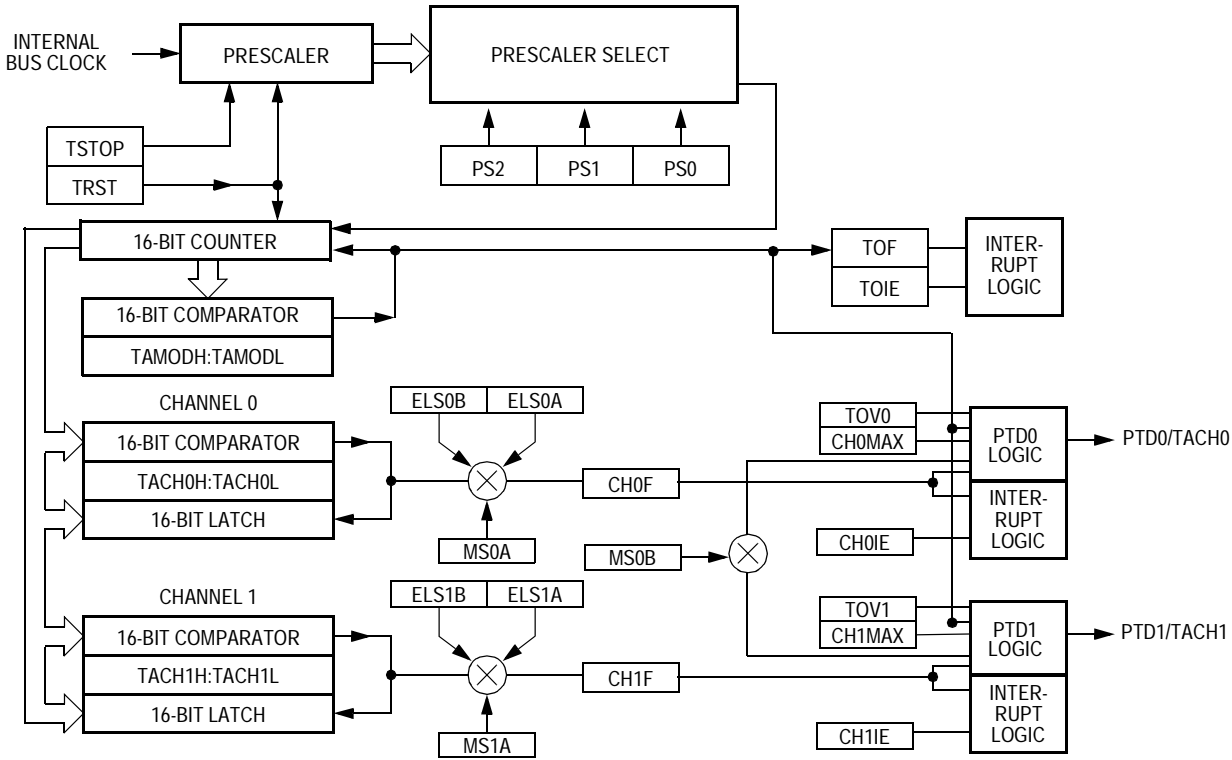 INTERNAL
BUS CLOCK
PRESCALER
PRESCALER SELECT
TSTOP
TRST
PS2 PS1 PS0
16-BIT COUNTER
TOF
TOIE
INTER-
RUPT
LOGIC
16-BIT COMPARATOR
TAMODH:TAMODL
CHANNEL 0
16-BIT COMPARATOR
TACH0H:TACH0L
16-BIT LATCH
ELS0B ELS0A
MS0A
CH0F
TOV0
CH0MAX
PTD0
LOGIC
PTD0/TACH0
INTER-
RUPT
LOGIC
CH0IE
MS0B
CHANNEL 1
16-BIT COMPARATOR
TACH1H:TACH1L
16-BIT LATCH
ELS1B ELS1A
MS1A
CH1F
TOV1
CH1MAX
PTD1
LOGIC
PTD1/TACH1
INTER-
RUPT
LOGIC
CH1IE